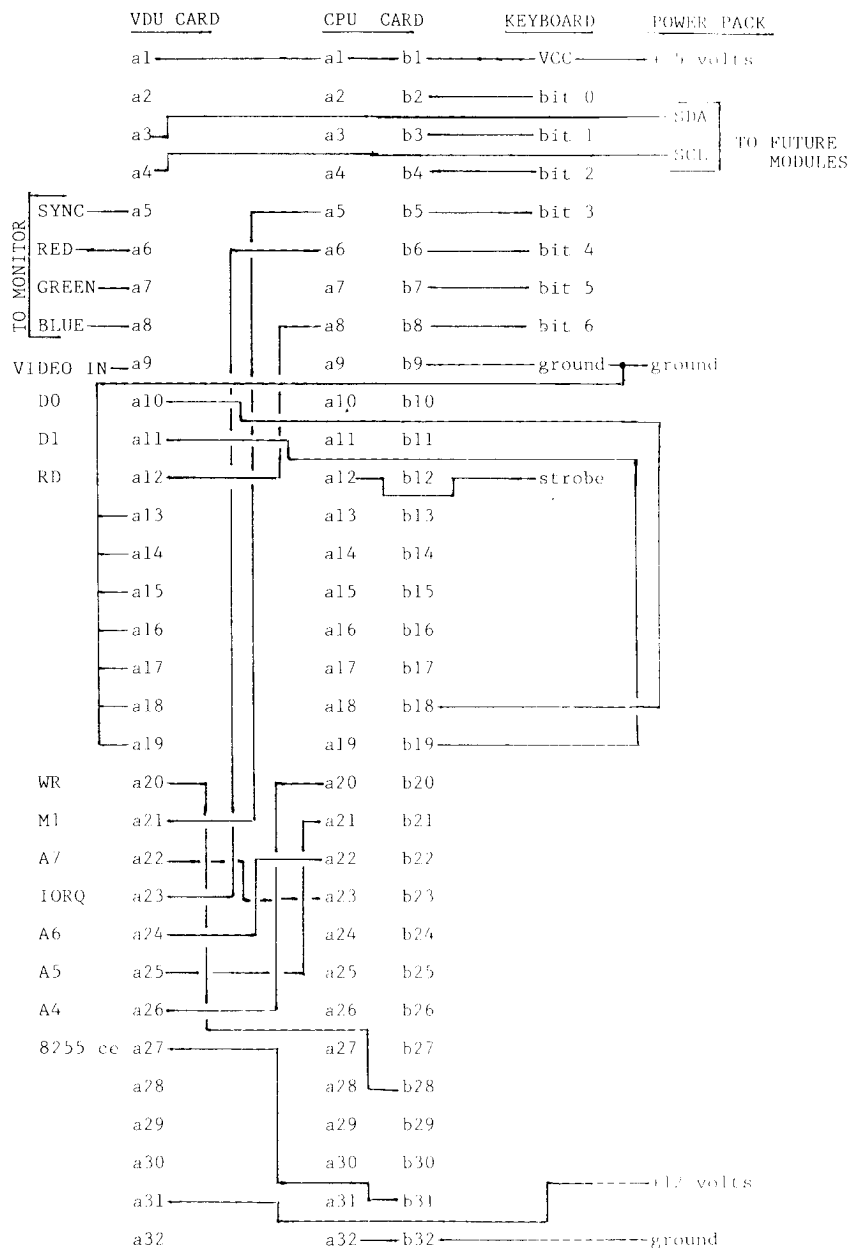 VDU CARD CPU CARD KEYBOARD POWER PACK
a1 a1 b1 VCC + 5 volts
a2 a2 b2 bit 0
SDA
a3 a3 b3 bit 1
TO FUTURE
SCL
MODULES
a4 a4 b4 bit 2
TO MONITOR
SYNC a5 a5 b5 bit 3
RED a6 a6 b6 bit 4
GREEN a7 a7 b7 bit 5
BLUE a8 a8 b8 bit 6
VIDEO IN a9 a9 b9 ground ground
D0 a10 a10 b10
D1 a11 a11 b11
RD a12 a12 b12 strobe
a13 a13 b13
a14 a14 b14
a15 a15 b15
a16 a16 b16
a17 a17 b17
a18 a18 b18
a19 a19 b19
WR a20 a20 b20
M1 a21 a21 b21
A7 a22 a22 b22
IORQ a23 a23 b23
A6 a24 a24 b24
A5 a25 a25 b25
A4 a26 a26 b26
8255 ce a27 a27 b27
a28 a28 b28
a29 a29 b29
a30 a30 b30
+12 volts
a31 a31 b31
a32 a32 b32 ground